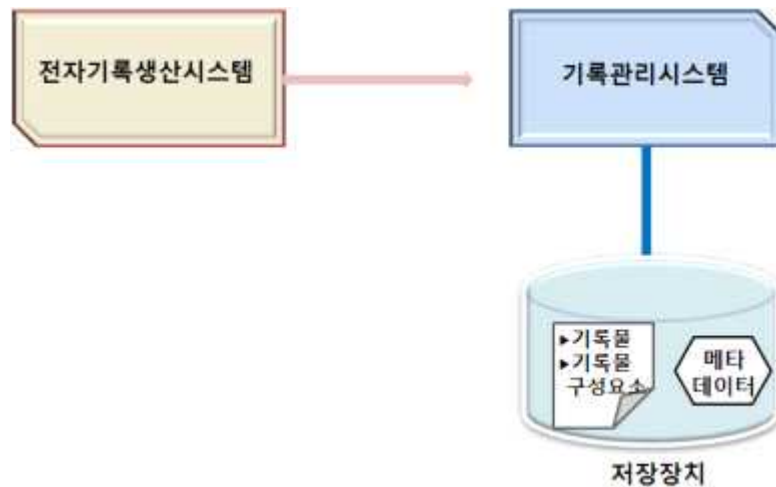 전자기록생산시스템
기록관리시스템
▸기록물
▸기록물
구성요소
메타
데이터
저장장치